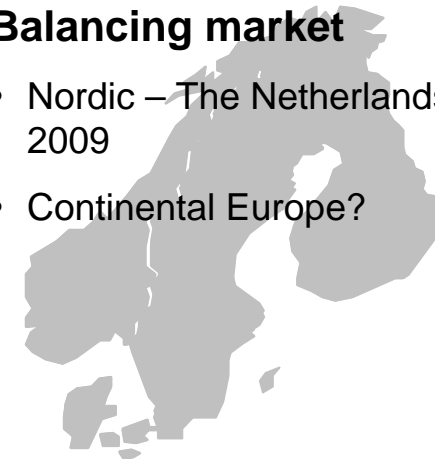 Balancing market
• Nordic – The Netherlands
2009
• Continental Europe?